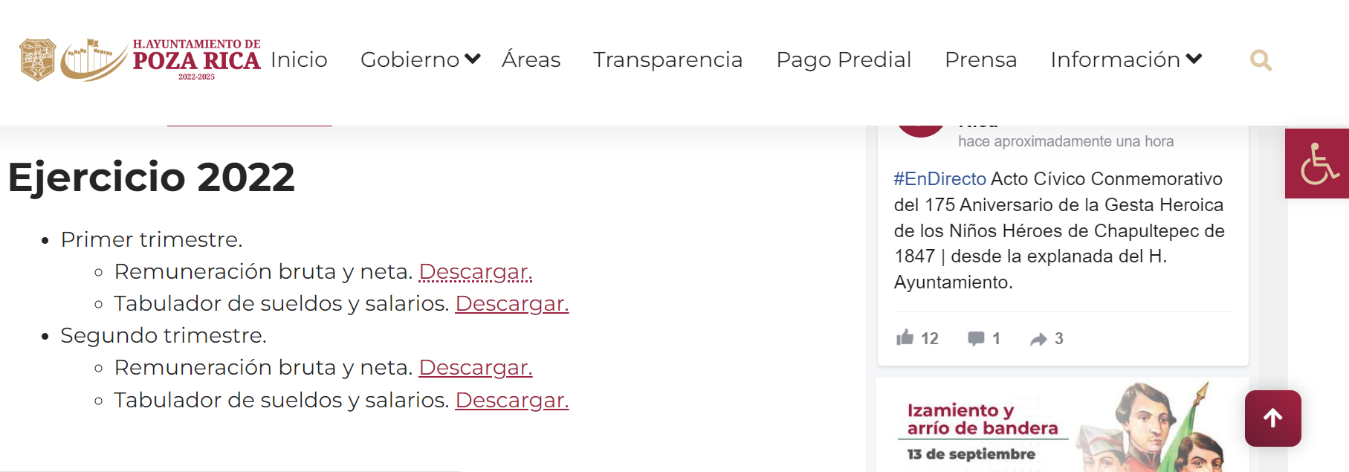 H.AYUNTAMIENTO DE
POZA RICA
2022-2025
Inicio Gobierno Áreas Transparencia Pago Predial Prensa Información
Ejercicio 2022
Primer trimestre.
Remuneración bruta y neta. Descargar.
Tabulador de sueldos y salarios. Descargar.
Segundo trimestre.
Remuneración bruta y neta. Descargar.
Tabulador de sueldos y salarios. Descargar.
hace aproximadamente una hora
#EnDirecto Acto Cívico Conmemorativo
del 175 Aniversario de la Gesta Heroica
de los Niños Héroes de Chapultepec de
1847 | desde la explanada del H.
Ayuntamiento.
12 1 3
Izamiento y
arrío de bandera
13 de septiembre